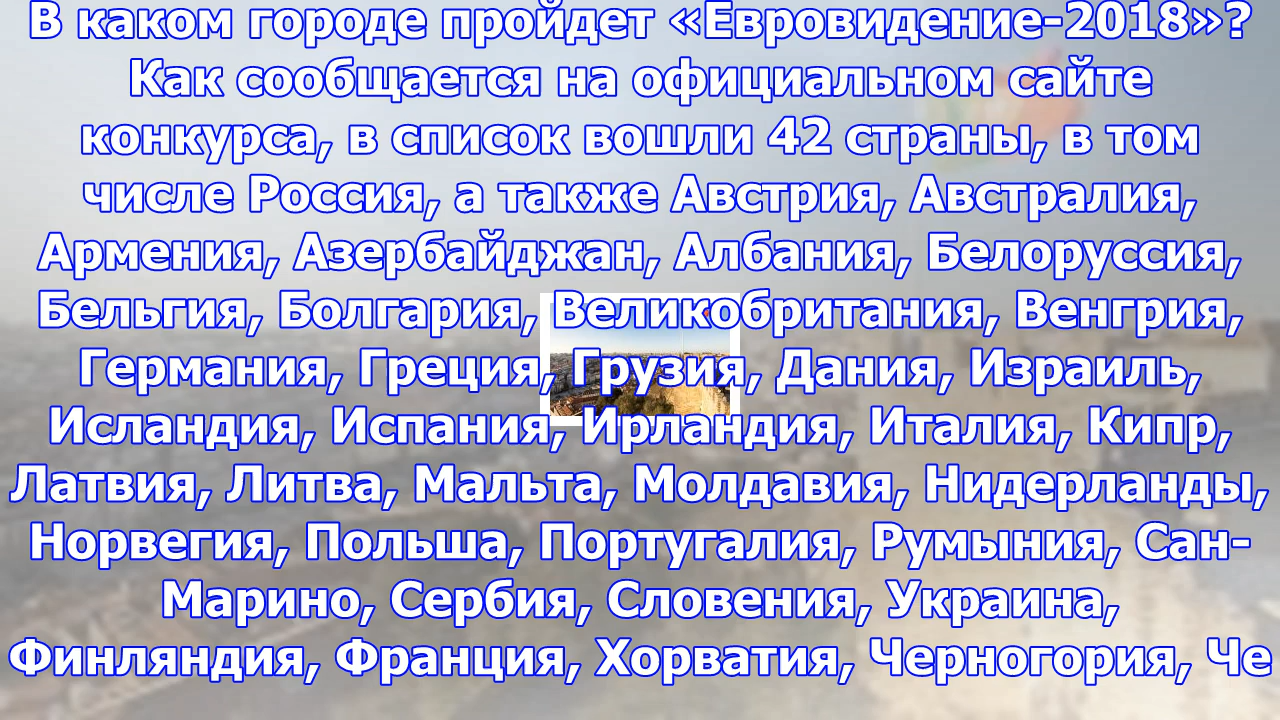 В каком городе пройдет «Евровидение-2018»?
Как сообщается на официальном сайте
конкурса, в список вошли 42 страны, в том
числе Россия, а также Австрия, Австралия,
Армения, Азербайджан, Албания, Белоруссия,
Бельгия, Болгария, Великобритания, Венгрия,
Германия, Греция, Грузия, Дания, Израиль,
Исландия, Испания, Ирландия, Италия, Кипр,
Латвия, Литва, Мальта, Молдавия, Нидерланды,
Норвегия, Польша, Португалия, Румыния, Сан-
Марино, Сербия, Словения, Украина,
Финляндия, Франция, Хорватия, Черногория, Че